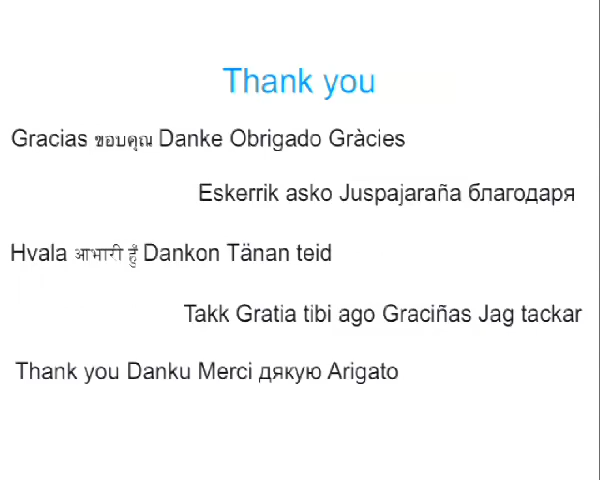 Thank you
Gracias ขอบคุณ Danke Obrigado Gràcies
Eskerrik asko Juspajaraña благодаря
Hvala आभारी हूँ Dankon Tänan teid
Takk Gratia tibi ago Graciñas Jag tackar
Thank you Danku Merci дякую Arigato